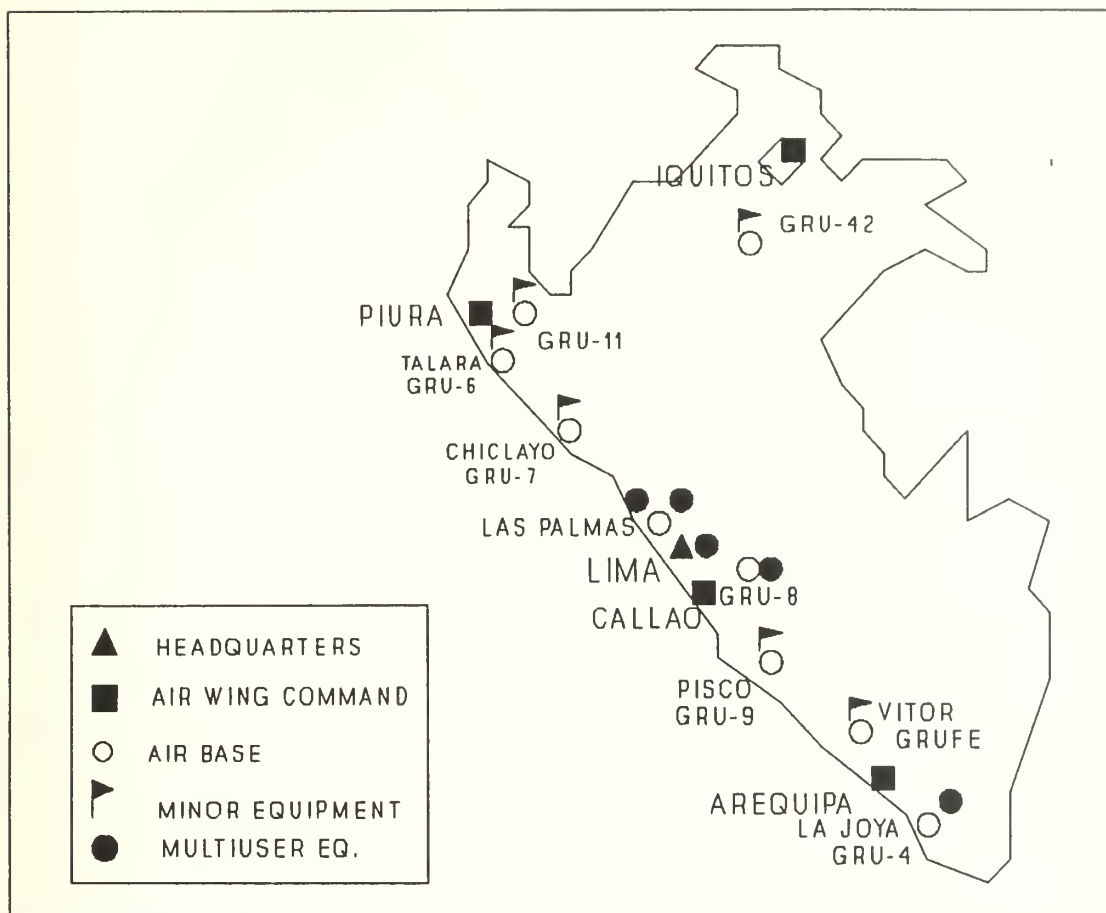 IQUITOS
GRU-42
PIURA
GRU-11
TALARA
GRU-6
CHICLAYO
GRU-7
LAS PALMAS
LIMA
GRU-8
CALLAO
PISCO
GRU-9
VITOR
GRUFE
AREQUIPA
LA JOYA
GRU-4
HEADQUARTERS
AIR WING COMMAND
AIR BASE
MINOR EQUIPMENT
MULTIUSER EQ.